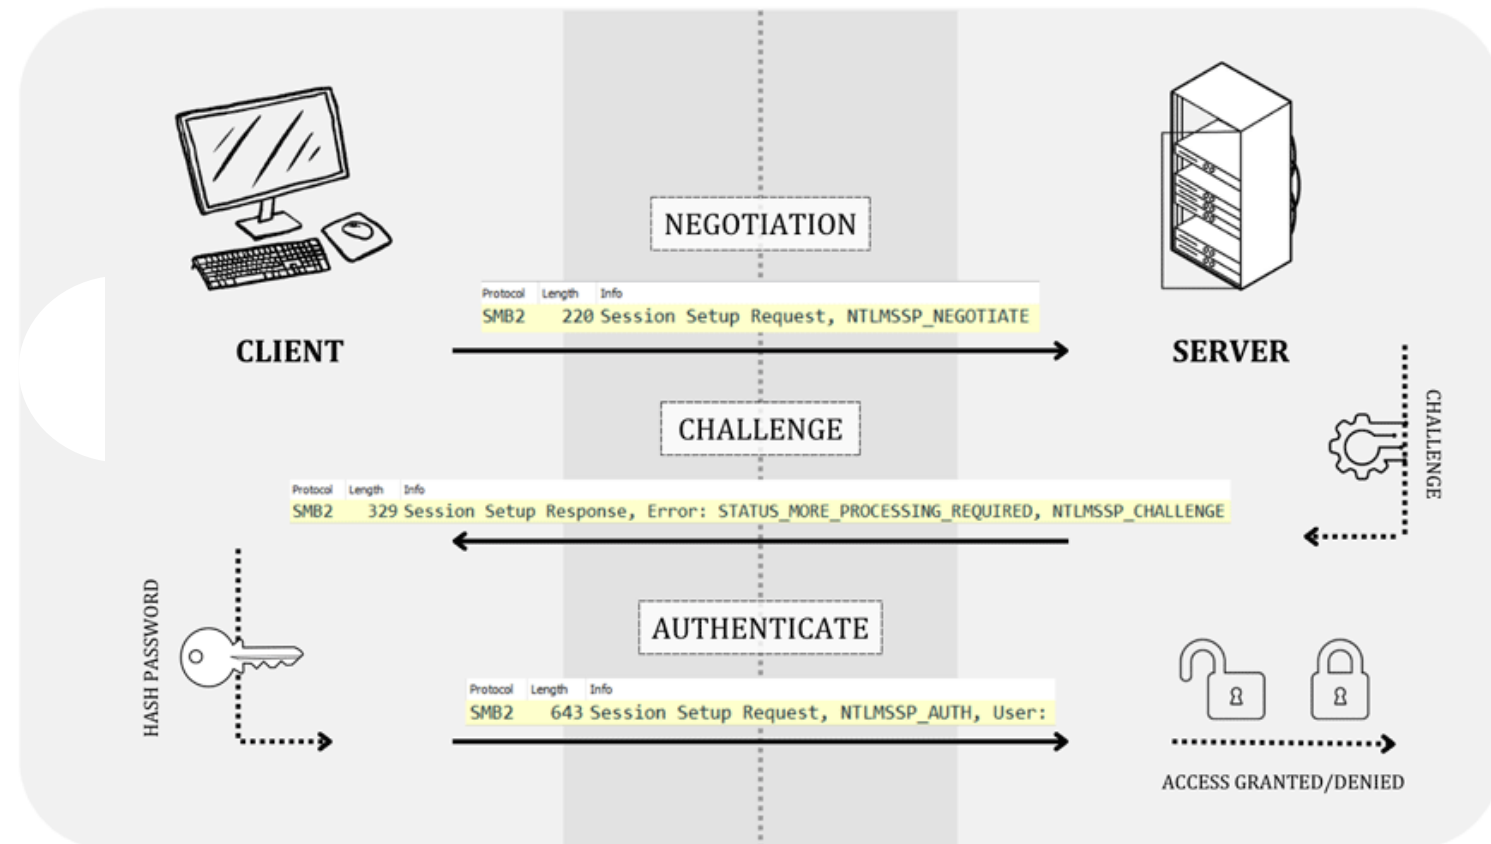 NEGOTIATION
Protocol Length Info
SMB2 220 Session Setup Request, NTLMSSP_NEGOTIATE
CLIENT
SERVER
CHALLENGE
CHALLENGE
Protocol Length Info
SMB2 329 Session Setup Response, Error: STATUS_MORE_PROCESSING_REQUIRED, NTLMSSP_CHALLENGE
HASH PASSWORD
AUTHENTICATE
Protocol Length Info
SMB2 643 Session Setup Request, NTLMSSP_AUTH, User:
ACCESS GRANTED/DENIED